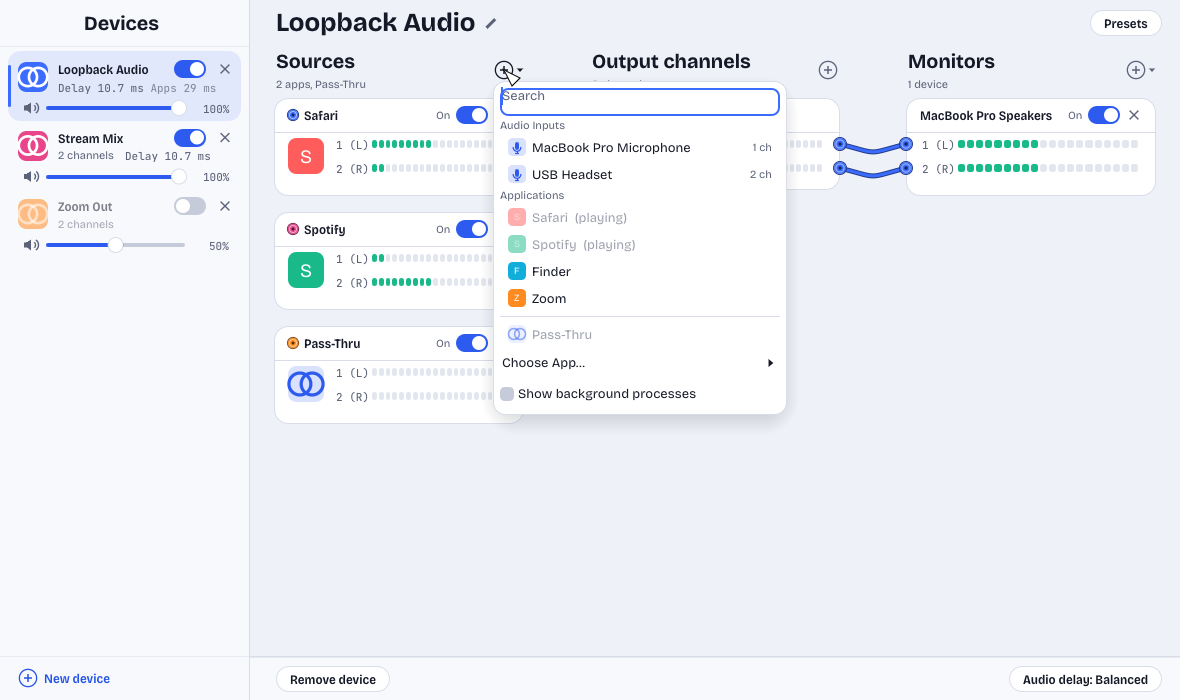 Devices
Loopback Audio
Delay 10.7 ms Apps 29 ms
100%
Stream Mix
2 channels Delay 10.7 ms
100%
Zoom Out
2 channels
50%
New device
Loopback Audio
Presets
Sources
2 apps, Pass-Thru
Output channels
Monitors
1 device
Safari On
S
1 (L)
2 (R)
Spotify On
S
1 (L)
2 (R)
Pass-Thru On
1 (L)
2 (R)
Search
Audio Inputs
MacBook Pro Microphone 1 ch
USB Headset 2 ch
Applications
S Safari (playing)
S Spotify (playing)
F Finder
Z Zoom
Pass-Thru
Choose App...
Show background processes
MacBook Pro Speakers On
1 (L)
2 (R)
Remove device
Audio delay: Balanced